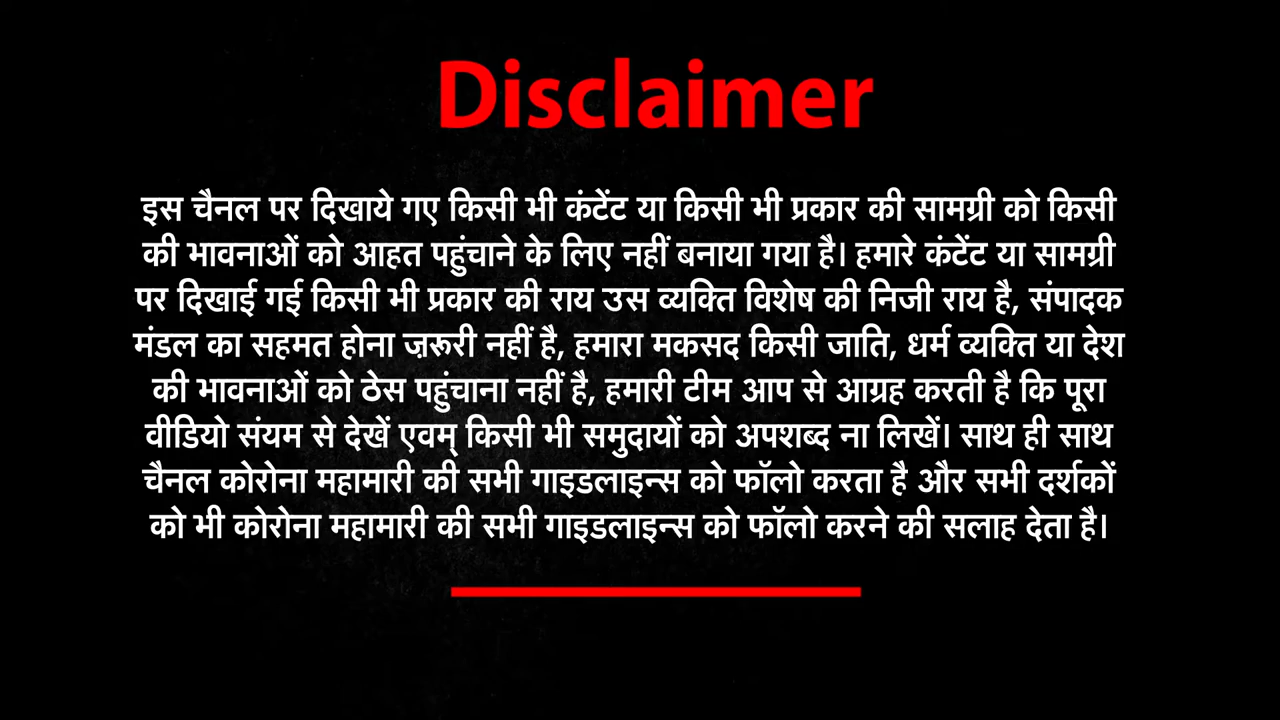 Disclaimer
इस चैनल पर दिखाये गए किसी भी कंटेंट या किसी भी प्रकार की सामग्री को किसी
की भावनाओं को आहत पहुंचाने के लिए नहीं बनाया गया है। हमारे कंटेंट या सामग्री
पर दिखाई गई किसी भी प्रकार की राय उस व्यक्ति विशेष की निजी राय है, संपादक
मंडल का सहमत होना ज़रूरी नहीं है, हमारा मकसद किसी जाति, धर्म व्यक्ति या देश
की भावनाओं को ठेस पहुंचाना नहीं है, हमारी टीम आप से आग्रह करती है कि पूरा
वीडियो संयम से देखें एवम् किसी भी समुदायों को अपशब्द ना लिखें। साथ ही साथ
चैनल कोरोना महामारी की सभी गाइडलाइन्स को फॉलो करता है और सभी दर्शकों
को भी कोरोना महामारी की सभी गाइडलाइन्स को फॉलो करने की सलाह देता है।